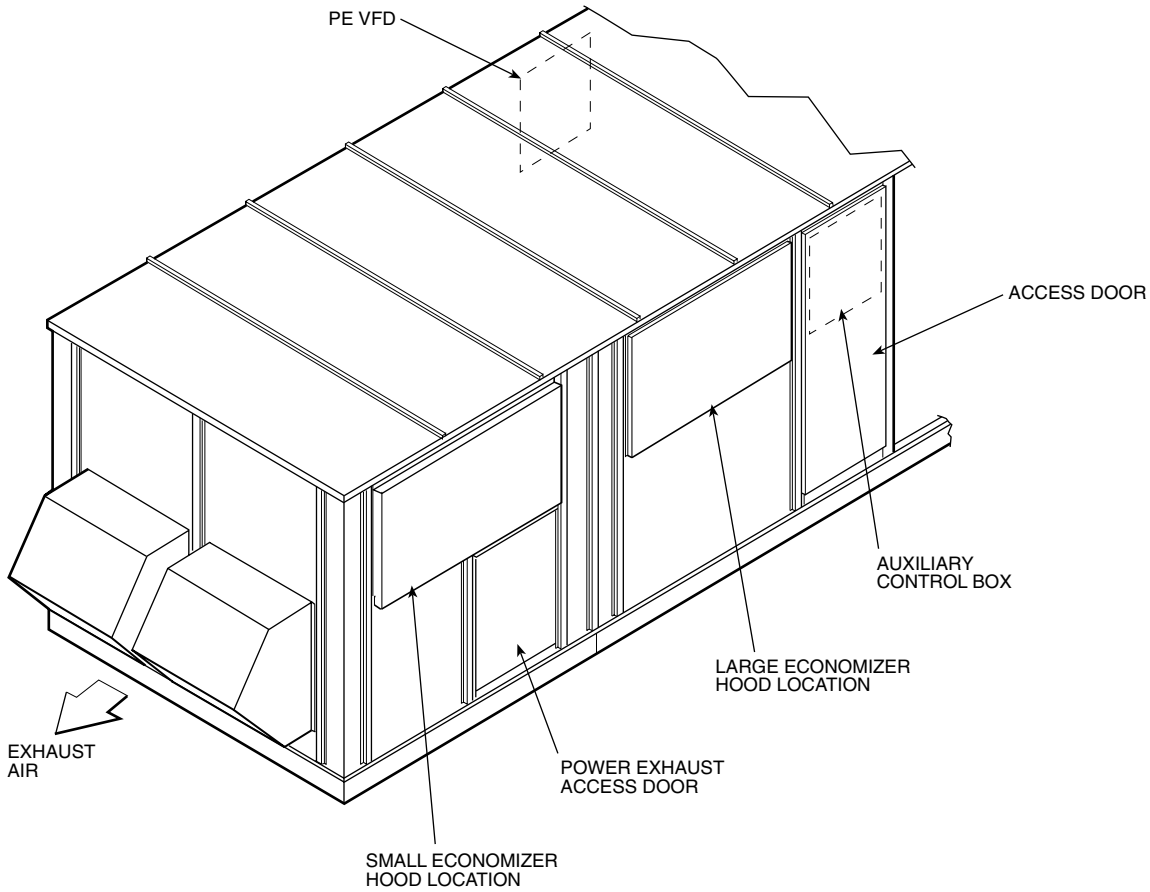 PE VFD
ACCESS DOOR
AUXILIARY
CONTROL BOX
LARGE ECONOMIZER
HOOD LOCATION
EXHAUST
AIR
POWER EXHAUST
ACCESS DOOR
SMALL ECONOMIZER
HOOD LOCATION